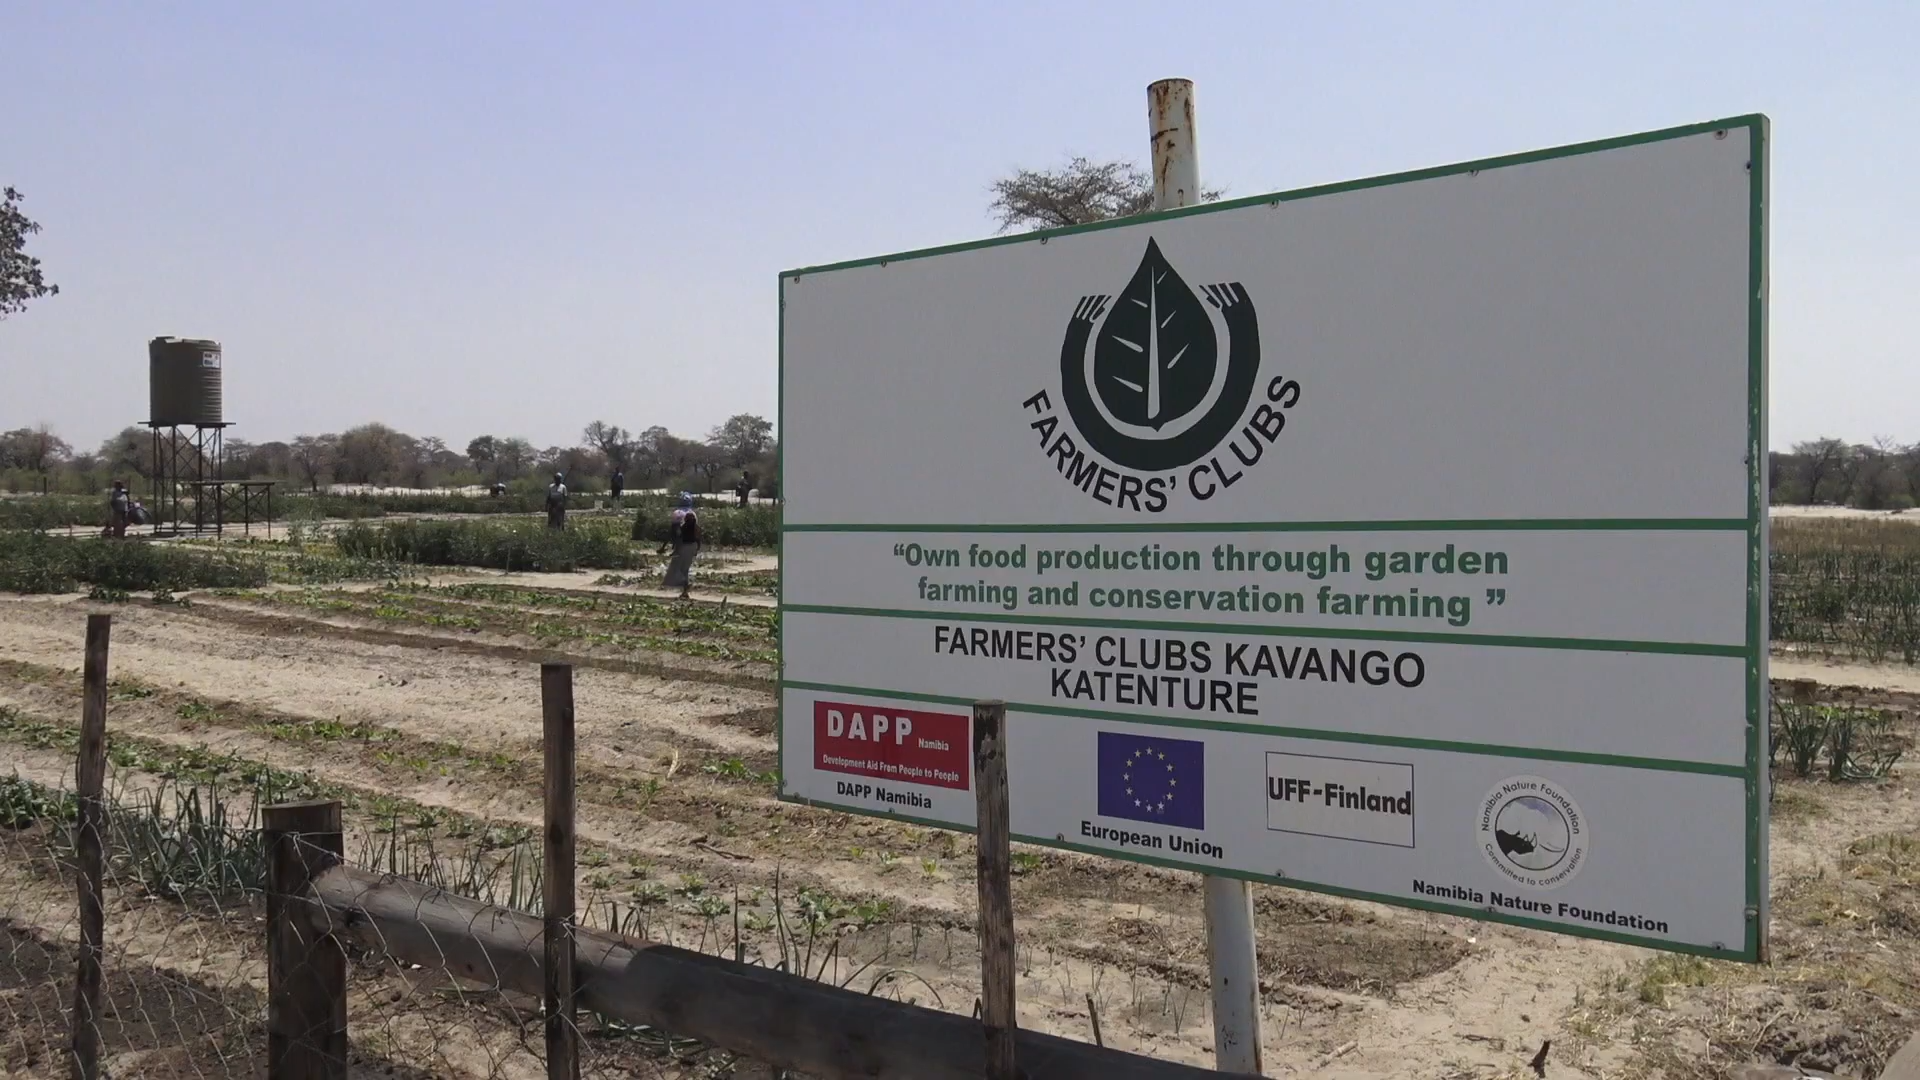 FARMERS' CLUBS
“Own food production through garden
farming and conservation farming ”
FARMERS' CLUBS KAVANGO
KATENTURE
DAPP Namibia
Development Aid From People to People
DAPP Namibia
European Union
UFF-Finland
Namibia Nature Foundation
Committed to conservation
Namibia Nature Foundation